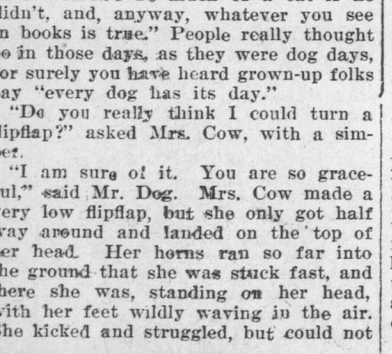 didn't, and, anyway, whatever you see
n books is true." People really thought
o in those days, as they were dog days,
or surely you have heard grown-up folks
ay "every dog has its day."
"Do you really think I could turn a
lipflap?" asked Mrs. Cow, with a sim-
per.
"I am sure of it. You are so grace-
ul," said Mr. Dog. Mrs. Cow made a
ery low flipflap, but she only got half
way around and landed on the top of
er head. Her horns ran so far into
he ground that she was stuck fast, and
here she was, standing on her head,
with her feet wildly waving in the air.
She kicked and struggled, but could not